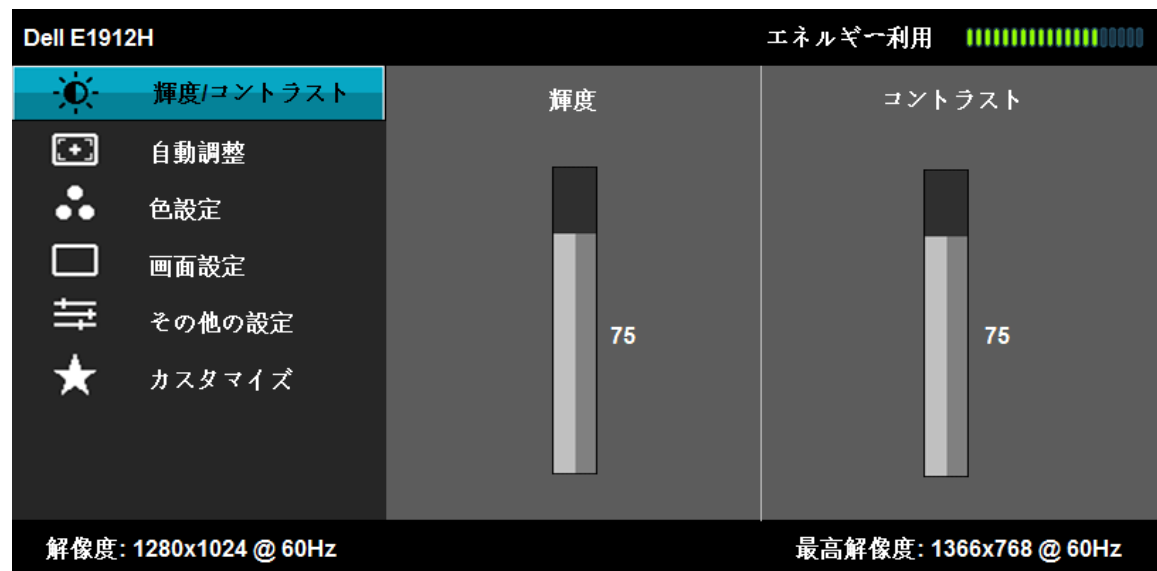 Dell E1912H エネルギー利用
輝度/コントラスト
自動調整
色設定
画面設定
その他の設定
カスタマイズ
輝度
75
コントラスト
75
解像度: 1280x1024 @ 60Hz 最高解像度: 1366x768 @ 60Hz